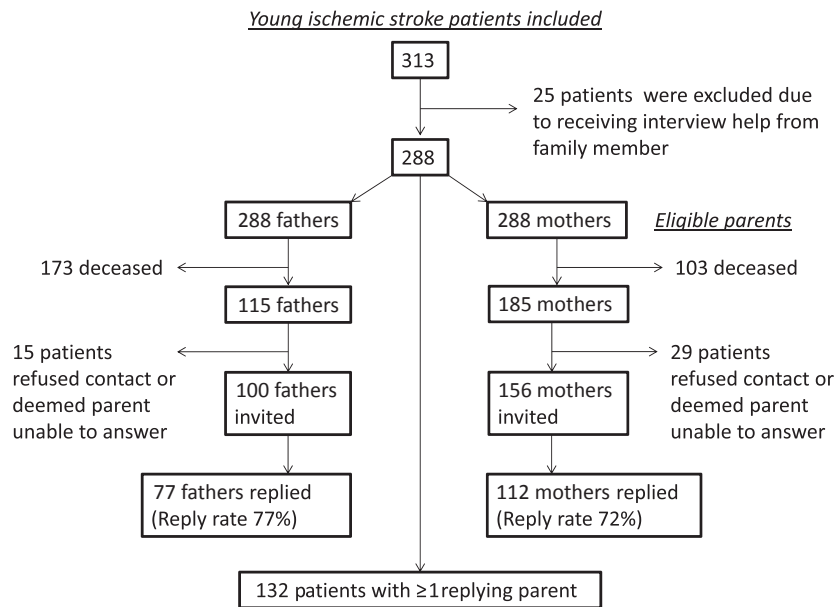 Young ischemic stroke patients included
313
25 patients were excluded due
to receiving interview help from
family member
288
288 fathers
288 mothers
Eligible parents
173 deceased
103 deceased
115 fathers
185 mothers
15 patients
refused contact or
deemed parent
unable to answer
100 fathers
invited
156 mothers
invited
29 patients
refused contact or
deemed parent
unable to answer
77 fathers replied
(Reply rate 77%)
112 mothers replied
(Reply rate 72%)
132 patients with ≥1replying parent